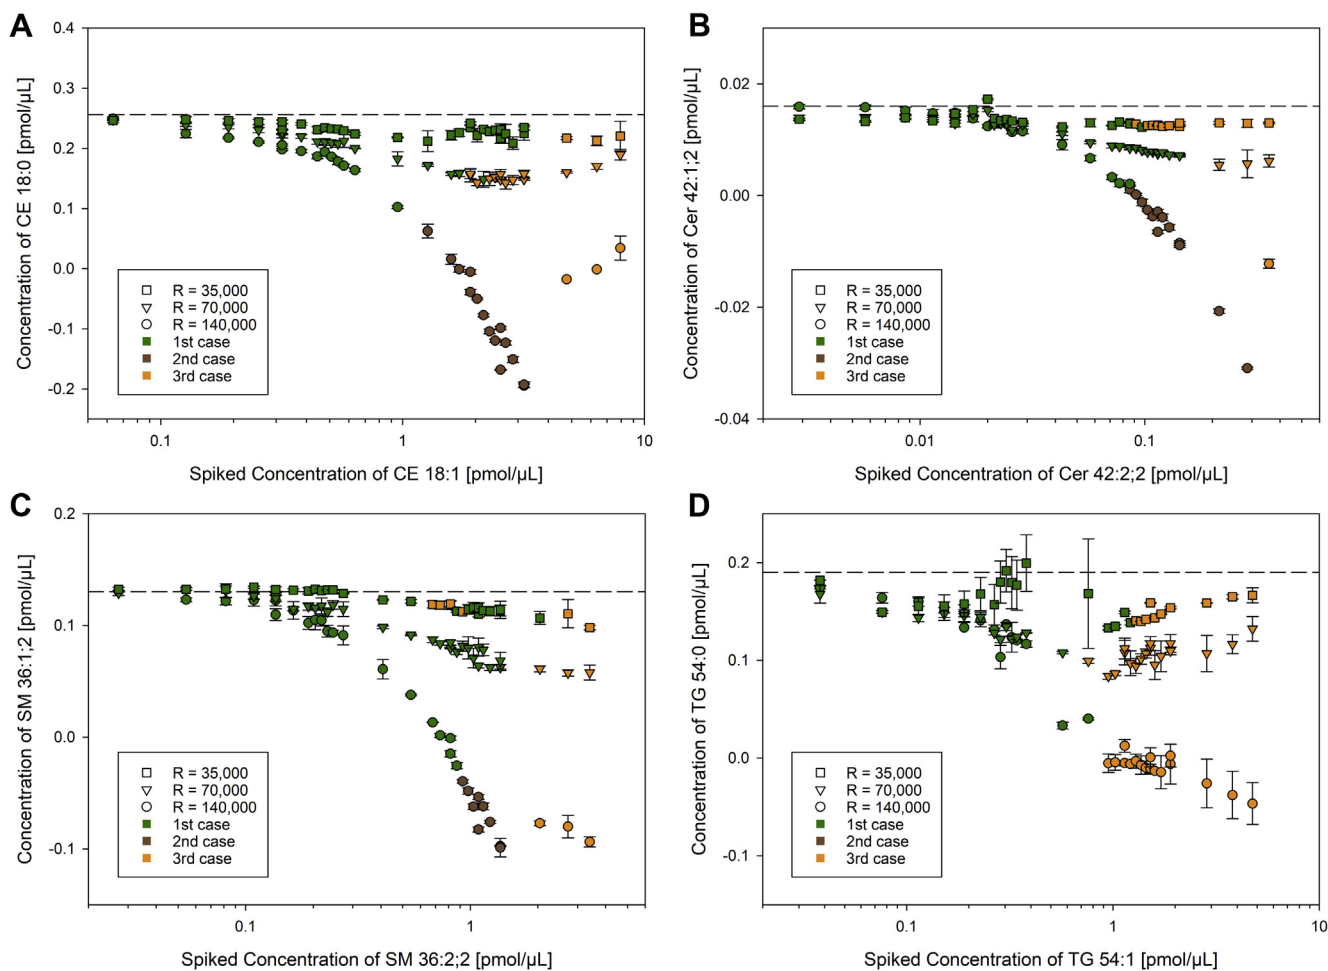 A
Concentration of CE 18:0 [pmol/µL]
0.4
0.3
0.2
0.1
0.0
-0.1
-0.2
R = 35,000
R = 70,000
R = 140,000
1st case
2nd case
3rd case
0.1
1
10
Spiked Concentration of CE 18:1 [pmol/µL]
B
Concentration of Cer 42:1;2 [pmol/µL]
0.02
0.00
-0.02
-0.04
R = 35,000
R = 70,000
R = 140,000
1st case
2nd case
3rd case
0.01
0.1
Spiked Concentration of Cer 42:2;2 [pmol/µL]
C
Concentration of SM 36:1;2 [pmol/µL]
0.2
0.1
0.0
-0.1
R = 35,000
R = 70,000
R = 140,000
1st case
2nd case
3rd case
0.1
1
Spiked Concentration of SM 36:2;2 [pmol/µL]
D
Concentration of TG 54:0 [pmol/µL]
0.2
0.1
0.0
-0.1
R = 35,000
R = 70,000
R = 140,000
1st case
2nd case
3rd case
0.1
1
10
Spiked Concentration of TG 54:1 [pmol/µL]